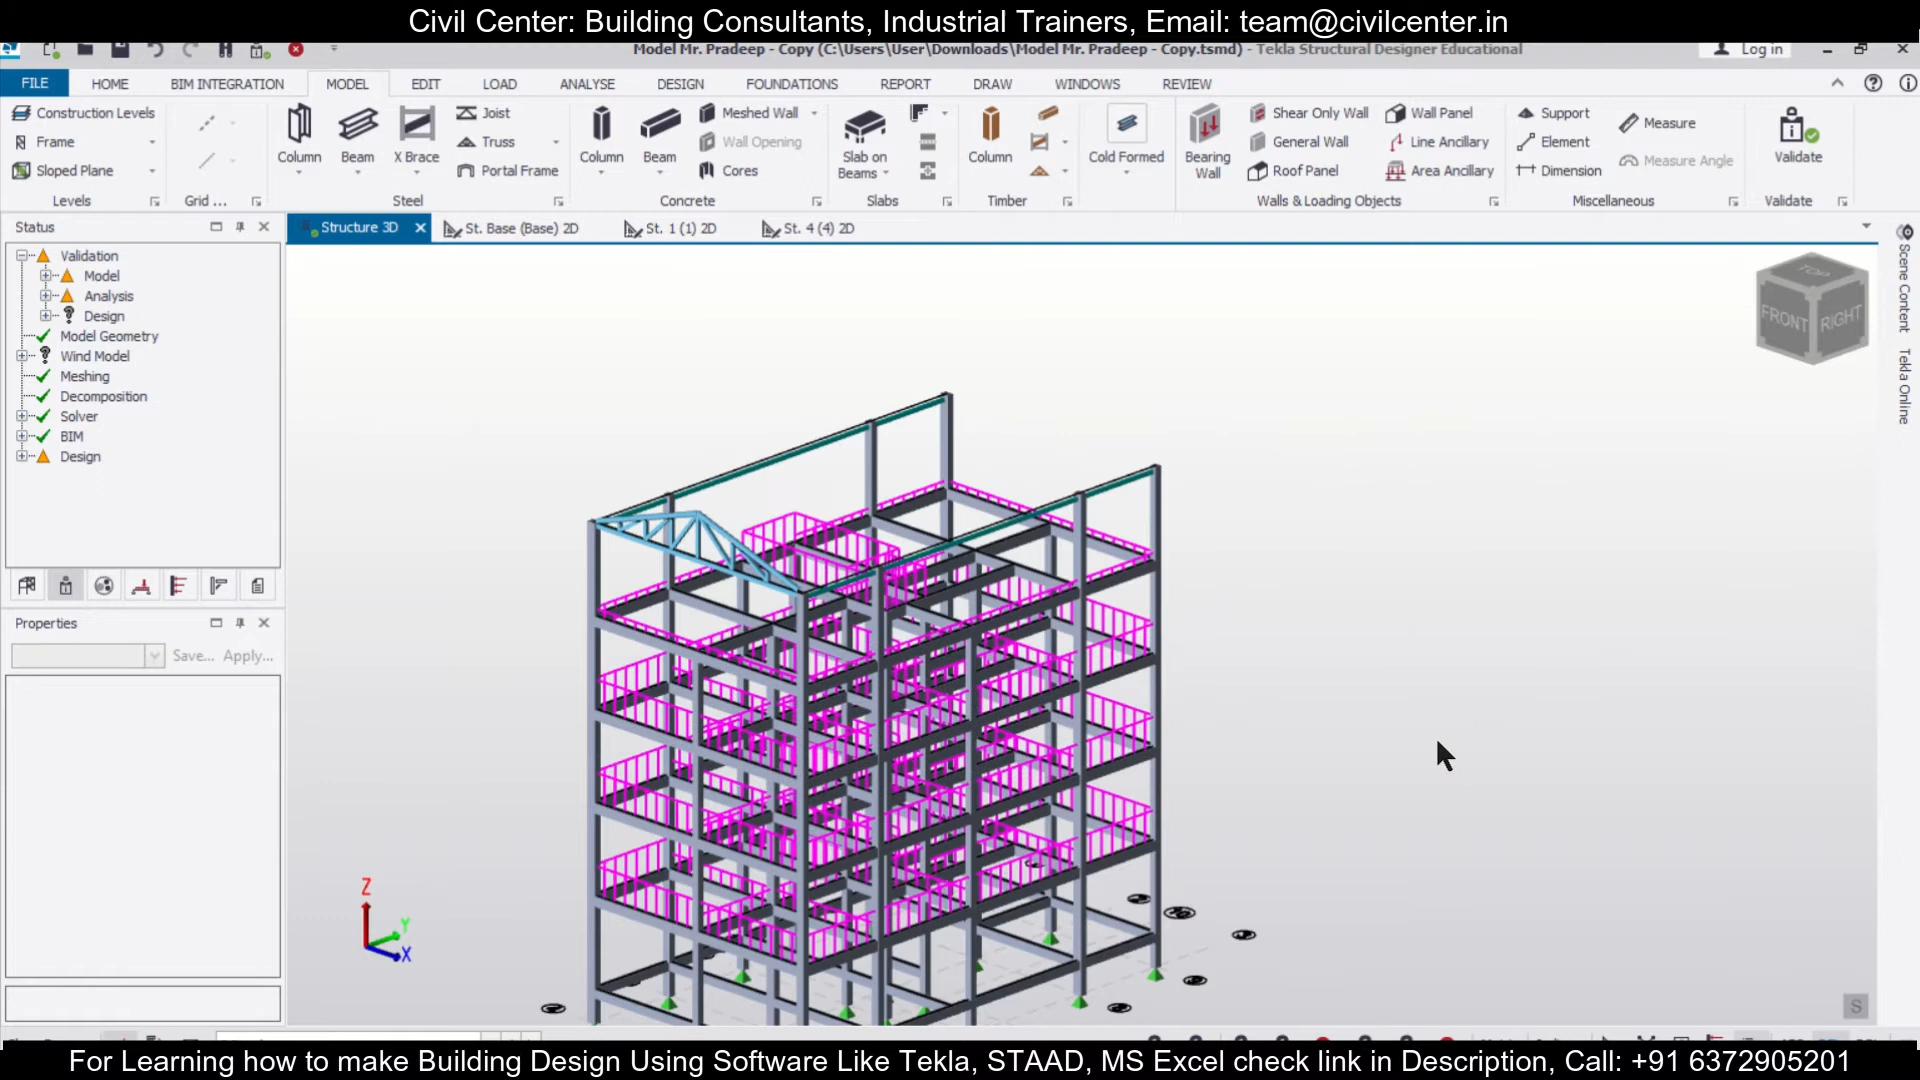 Civil Center: Building Consultants, Industrial Trainers, Email: team@civilcenter.in
Model Mr. Pradeep - Copy (C:\Users\User\Downloads\Model Mr. Pradeep - Copy.tsmd) - Tekla Structural Designer Educational
Log in
FILE HOME BIM INTEGRATION MODEL EDIT LOAD ANALYSE DESIGN FOUNDATIONS REPORT DRAW WINDOWS REVIEW
Construction Levels
Frame
Sloped Plane
Levels
Grid ...
Column Beam X Brace
Joist
Truss
Portal Frame
Steel
Column Beam
Meshed Wall
Wall Opening
Cores
Concrete
Slab on
Beams
Slabs
Column
Timber
Cold Formed
Bearing
Wall
Shear Only Wall
General Wall
Roof Panel
Wall Panel
Line Ancillary
Area Ancillary
Walls & Loading Objects
Support
Element
Dimension
Measure
Measure Angle
Miscellaneous
Validate
Validate
Status
Validation
Model
Analysis
Design
Model Geometry
Wind Model
Meshing
Decomposition
Solver
BIM
Design
Properties
Save... Apply...
Structure 3D
St. Base (Base) 2D
St. 1 (1) 2D
St. 4 (4) 2D
TOP
FRONT RIGHT
Scene Content
Tekla Online
Z
Y
X
S
For Learning how to make Building Design Using Software Like Tekla, STAAD, MS Excel check link in Description, Call: +91 6372905201